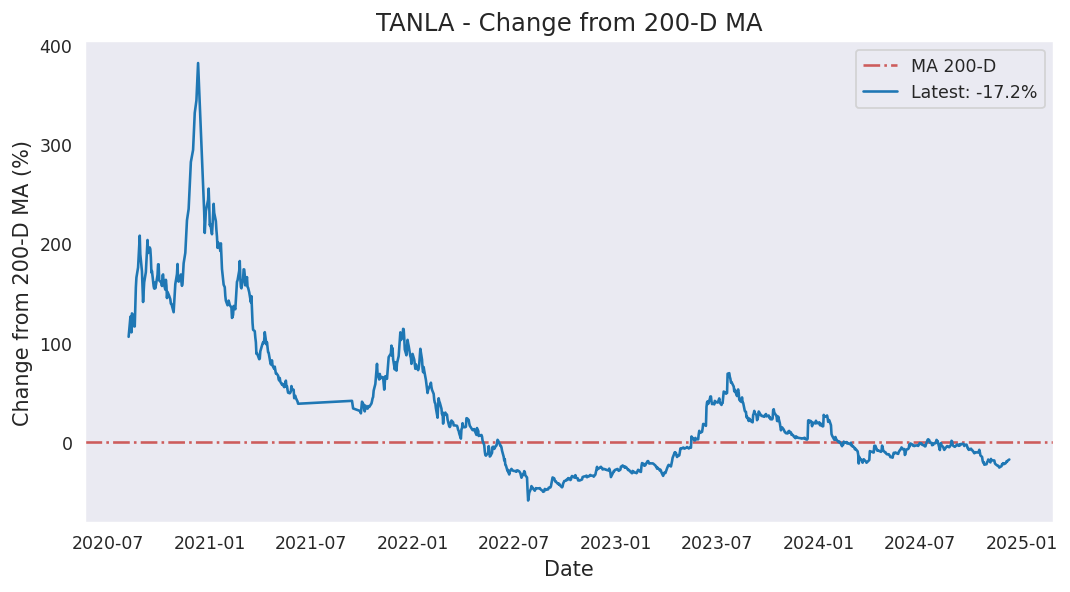 TANLA - Change from 200-D MA
MA 200-D
Latest: -17.2%
Change from 200-D MA (%)
400
300
200
100
0
2020-07 2021-01 2021-07 2022-01 2022-07 2023-01 2023-07 2024-01 2024-07 2025-01
Date